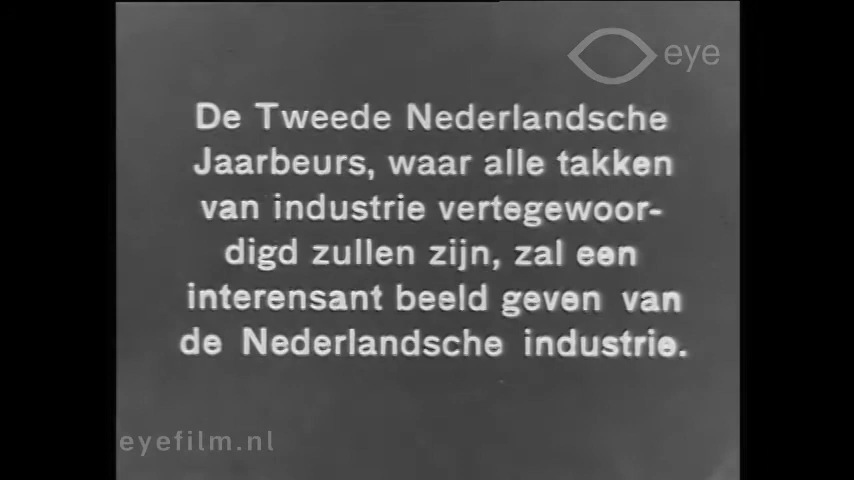 eye
De Tweede Nederlandsche
Jaarbeurs, waar alle takken
van industrie vertegewoor-
digd zullen zijn, zal een
interensant beeld geven van
de Nederlandsche industrie.
eyefilm.nl